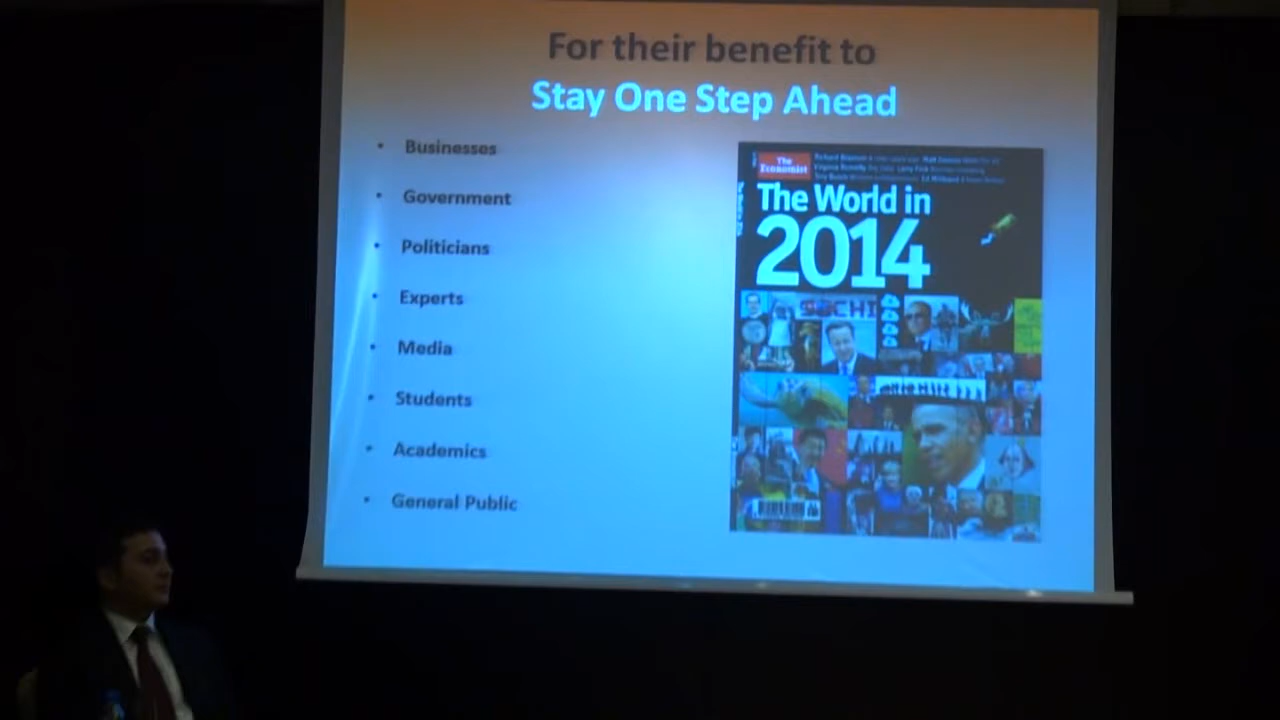 For their benefit to
Stay One Step Ahead
• Businesses
• Government
• Politicians
• Experts
• Media
• Students
• Academics
• General Public
The
Economist
The World in
2014
SOCHI